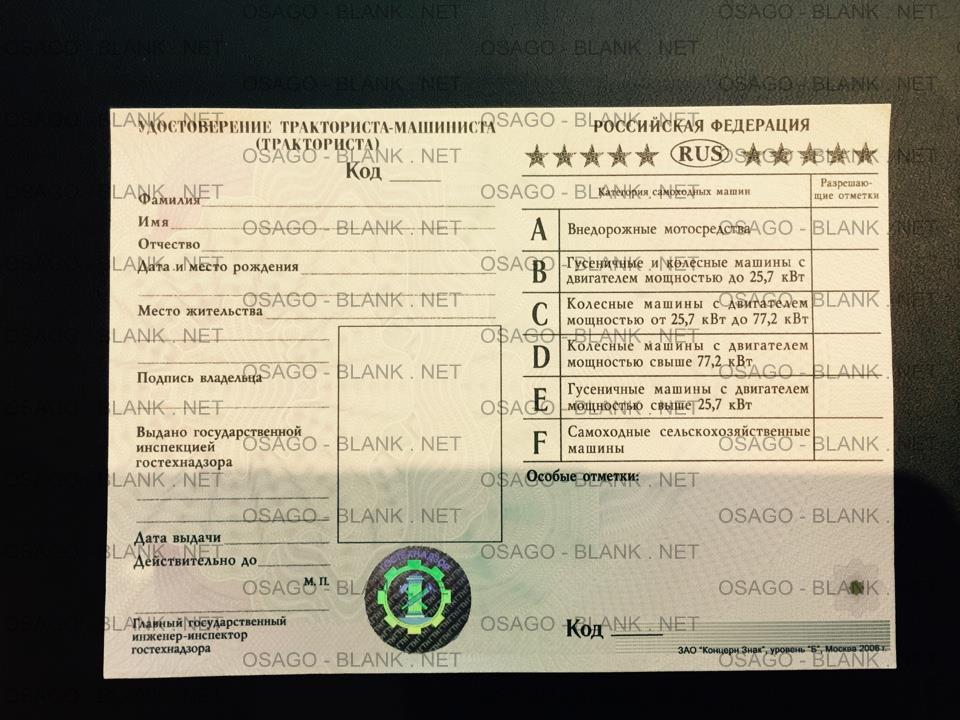 УДОСТОВЕРЕНИЕ ТРАКТОРИСТА-МАШИНИСТА
(ТРАКТОРИСТА)
Код
Фамилия
Имя
Отчество
Дата и место рождения
Место жительства
Подпись владельца
Выдано государственной
инспекцией
гостехнадзора
Дата выдачи
Действительно до
М. П.
Главный государственный
инженер-инспектор
гостехнадзора
ГОСТЕХНАДЗОР
РОССИЙСКАЯ ФЕДЕРАЦИЯ
RUS
Категория самоходных машин
Разрешаю-
щие отметки
A Внедорожные мотосредства
B Гусеничные и колесные машины с
двигателем мощностью до 25,7 кВт
C Колесные машины с двигателем
мощностью от 25,7 кВт до 77,2 кВт
D Колесные машины с двигателем
мощностью свыше 77,2 кВт
E Гусеничные машины с двигателем
мощностью свыше 25,7 кВт
F Самоходные сельскохозяйственные
машины
Особые отметки:
Код
ЗАО "Концерн Знак", уровень "Б", Москва 2006 г.
OSAGO - BLANK . NET